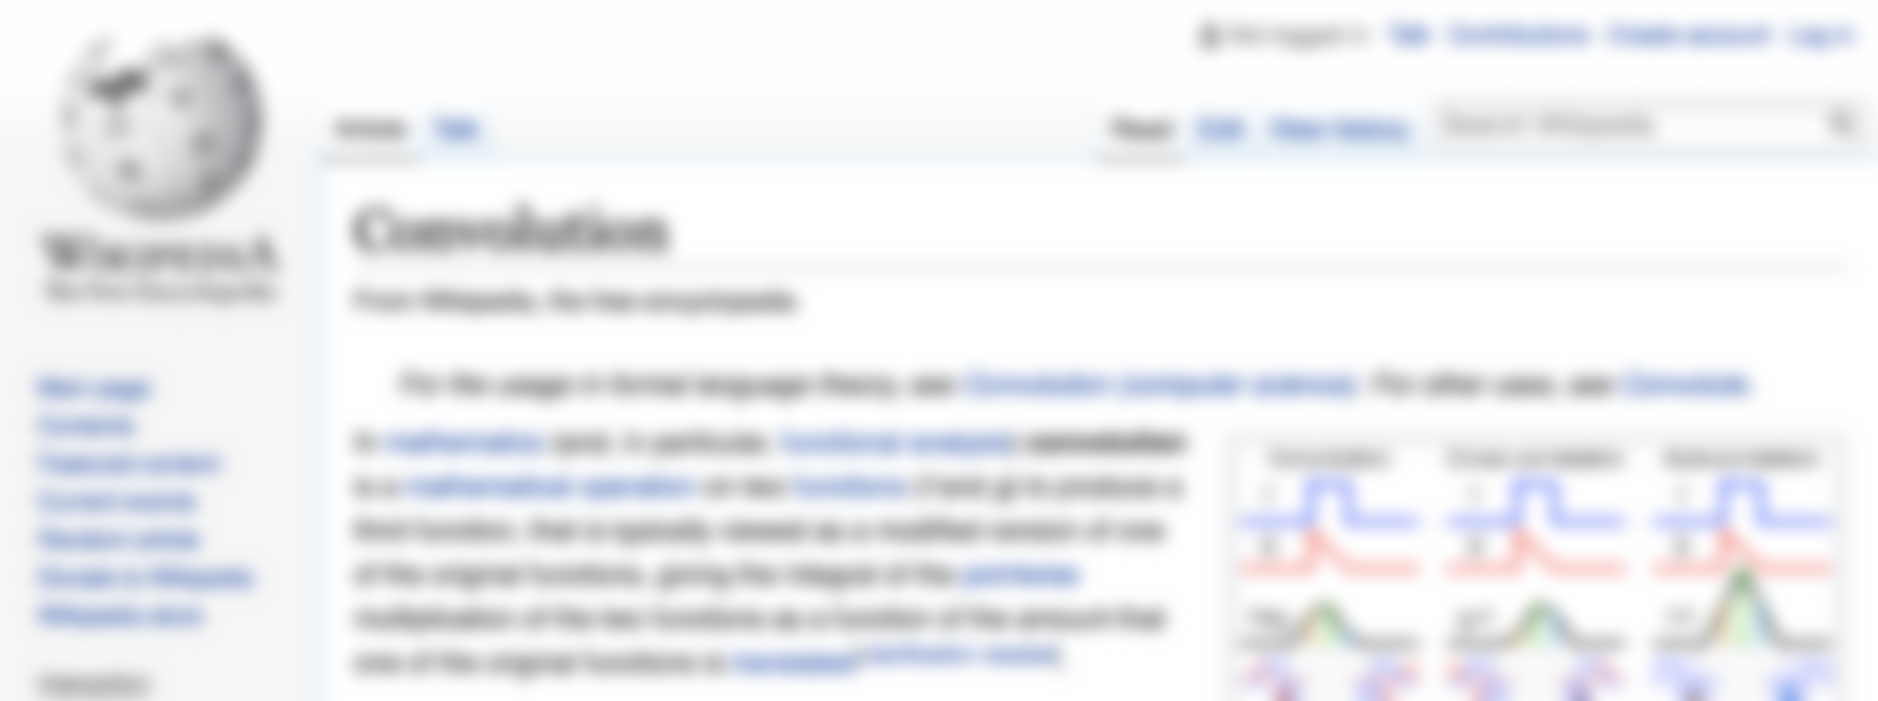 Not logged in Talk Contributions Create account Log in
Article Talk Read Edit View history Search Wikipedia
WIKIPEDIA
The Free Encyclopedia
Convolution
From Wikipedia, the free encyclopedia
Main page
Contents
Featured content
Current events
Random article
Donate to Wikipedia
Wikipedia store
Interaction
For the usage in formal language theory, see Convolution (computer science). For other uses, see Convolute.
In mathematics (and, in particular, functional analysis) convolution
is a mathematical operation on two functions (f and g) to produce a
third function, that is typically viewed as a modified version of one
of the original functions, giving the integral of the pointwise
multiplication of the two functions as a function of the amount that
one of the original functions is translated
Convolution Cross-correlation Autocorrelation